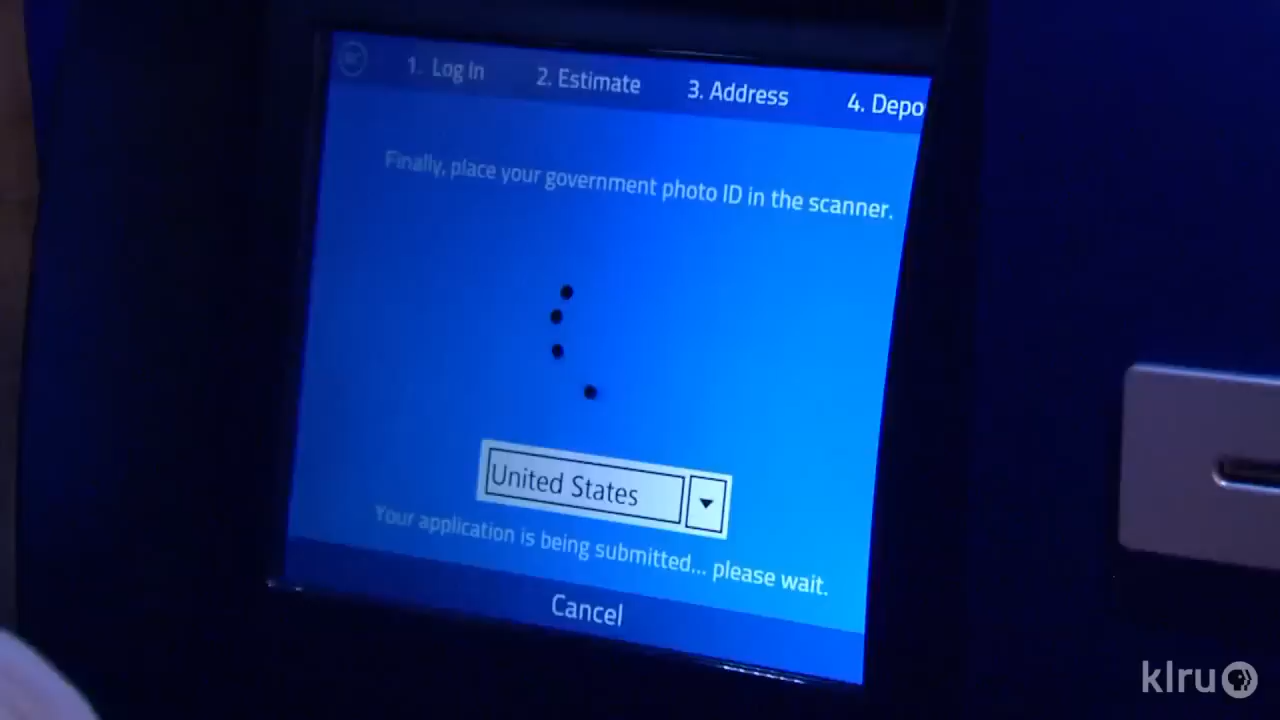 1. Log In 2. Estimate 3. Address 4. Depo
Finally, place your government photo ID in the scanner.
United States
Your application is being submitted... please wait.
Cancel
klru